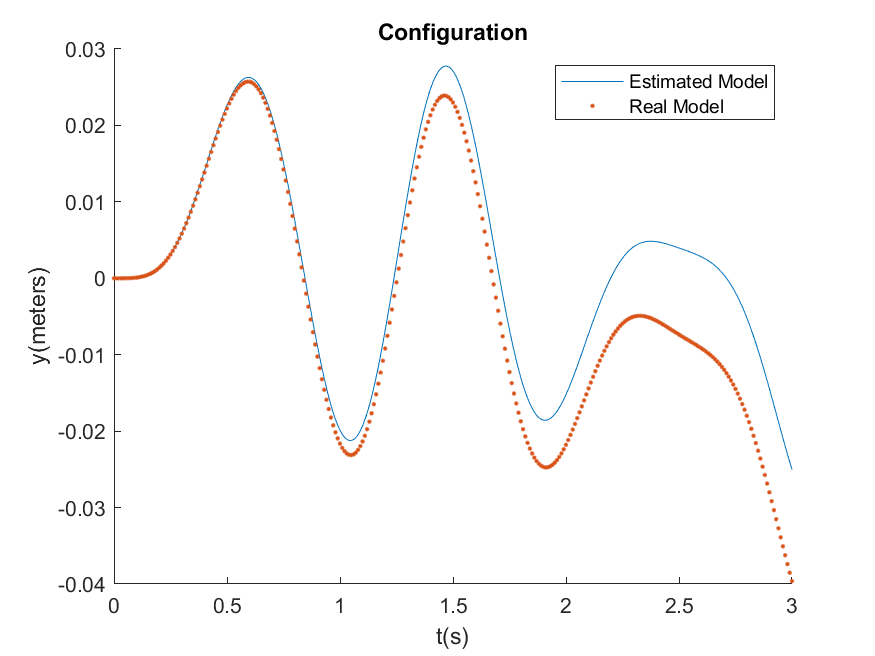 Configuration
0.03
0.02
0.01
0
-0.01
-0.02
-0.03
-0.04
y(meters)
Estimated Model
Real Model
0 0.5 1 1.5 2 2.5 3
t(s)